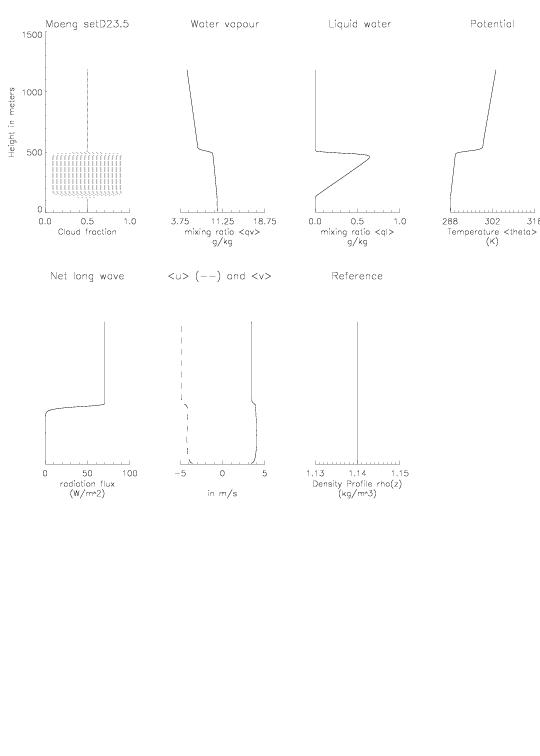 Moeng setD23.5
Water vapour
Liquid water
Potential
1500
1000
500
0
Height in meters
0.0 0.5 1.0
Cloud fraction
3.75 11.25 18.75
mixing ratio <qv>
g/kg
0.0 0.5 1.0
mixing ratio <ql>
g/kg
288 302 316
Temperature <theta>
(K)
Net long wave
<u> (--) and <v>
Reference
0 50 100
radiation flux
(W/m^2)
-5 0 5
in m/s
1.13 1.14 1.15
Density Profile rho(z)
(kg/m^3)